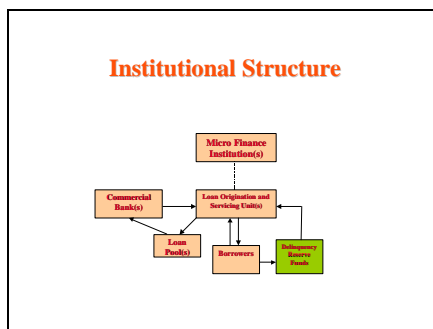 Institutional Structure
Micro Finance
Institution(s)
Commercial
Bank(s)
Loan Origination and
Servicing Unit(s)
Loan
Pool(s)
Borrowers
Delinquency
Reserve
Funds